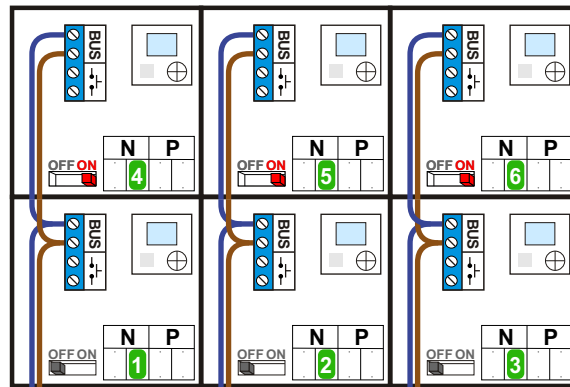 BUS BUS BUS
N P N P N P
OFF ON OFF ON OFF ON
4 5 6
BUS BUS BUS
N P N P N P
OFF ON OFF ON OFF ON
1 2 3